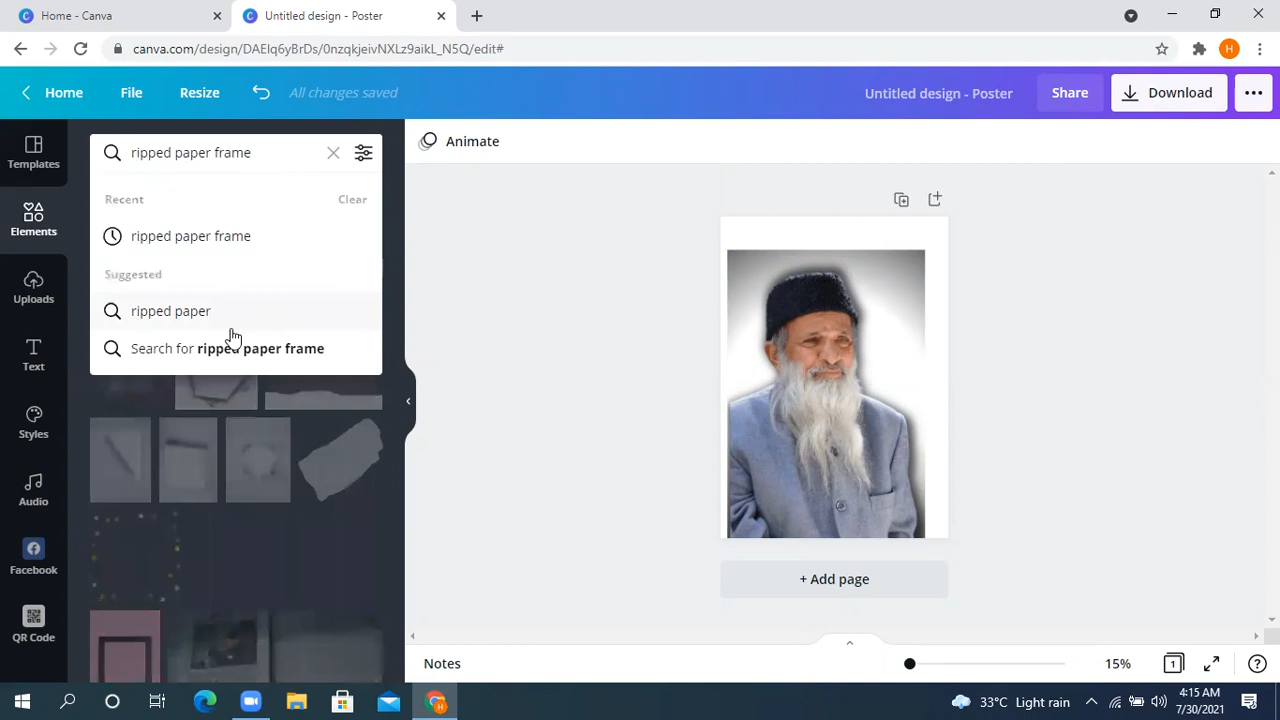 Home - Canva
Untitled design - Poster
canva.com/design/DAElq6yBrDs/0nzqkjeivNXLz9aikL_N5Q/edit#
H
Home
File
Resize
All changes saved
Untitled design - Poster
Share
Download
Templates
Elements
Uploads
Text
Styles
Audio
Facebook
QR Code
ripped paper frame
Recent
Clear
ripped paper frame
Suggested
ripped paper
Search for ripped paper frame
Animate
+ Add page
Notes
15%
1
33°C Light rain
4:15 AM
7/30/2021